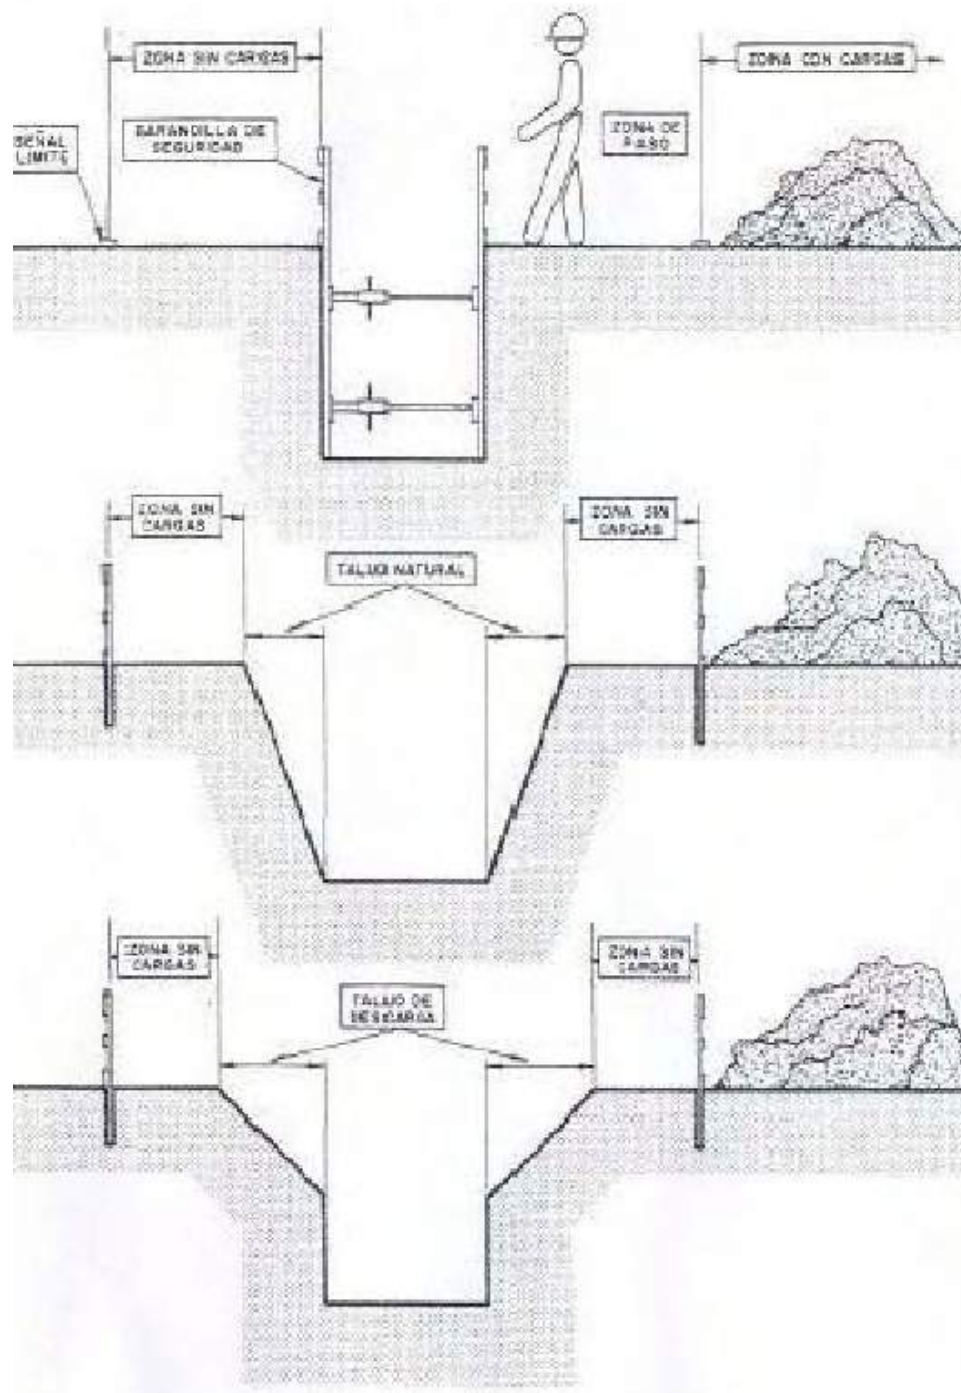 ZONA SIN CARGAS
ZONA CON CARGAS
SEÑAL
LIMITE
BARANDILLA DE
SEGURIDAD
ZONA DE
PASO
ZONA SIN
CARGAS
ZONA SIN
CARGAS
TALUD NATURAL
ZONA SIN
CARGAS
ZONA SIN
CARGAS
TALUD DE
DESCARGA